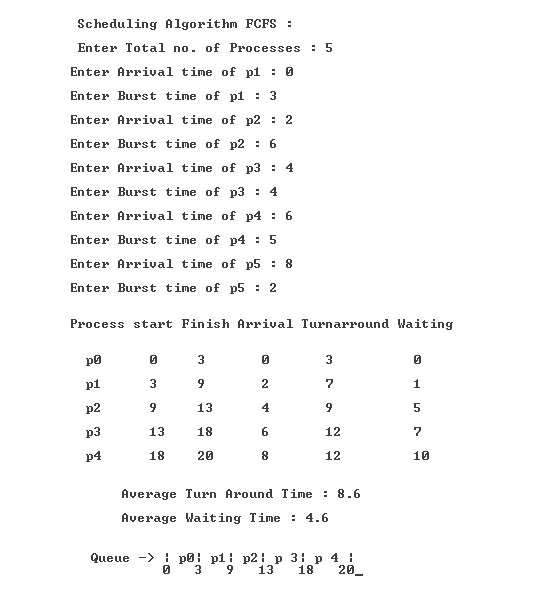 Scheduling Algorithm FCFS :
Enter Total no. of Processes : 5
Enter Arrival time of p1 : 0
Enter Burst time of p1 : 3
Enter Arrival time of p2 : 2
Enter Burst time of p2 : 6
Enter Arrival time of p3 : 4
Enter Burst time of p3 : 4
Enter Arrival time of p4 : 6
Enter Burst time of p4 : 5
Enter Arrival time of p5 : 8
Enter Burst time of p5 : 2
Process start Finish Arrival Turnarround Waiting
p0 0 3 0 3 0
p1 3 9 2 7 1
p2 9 13 4 9 5
p3 13 18 6 12 7
p4 18 20 8 12 10
Average Turn Around Time : 8.6
Average Waiting Time : 4.6
Queue -> ¦ p0¦ p1¦ p2¦ p 3¦ p 4 ¦
0 3 9 13 18 20_